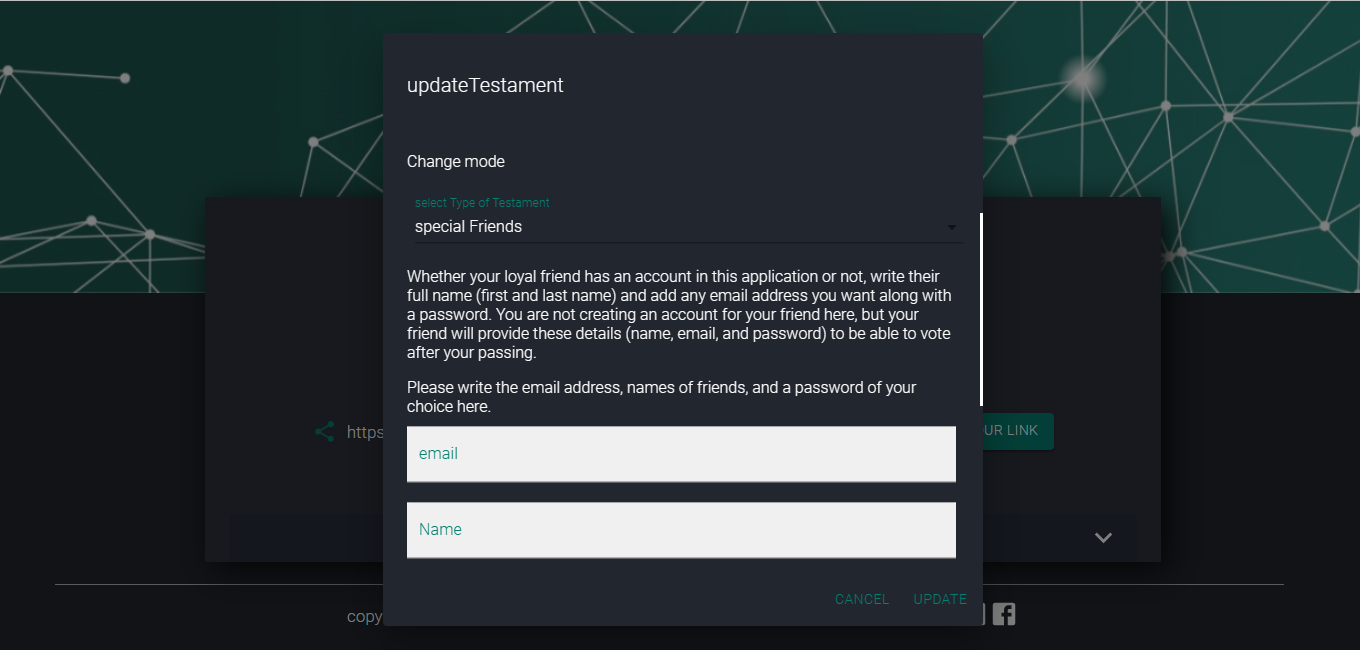 updateTestament
Change mode
select Type of Testament
special Friends
Whether your loyal friend has an account in this application or not, write their
full name (first and last name) and add any email address you want along with
a password. You are not creating an account for your friend here, but your
friend will provide these details (name, email, and password) to be able to vote
after your passing.
Please write the email address, names of friends, and a password of your
choice here.
https
UR LINK
email
Name
CANCEL UPDATE
copy